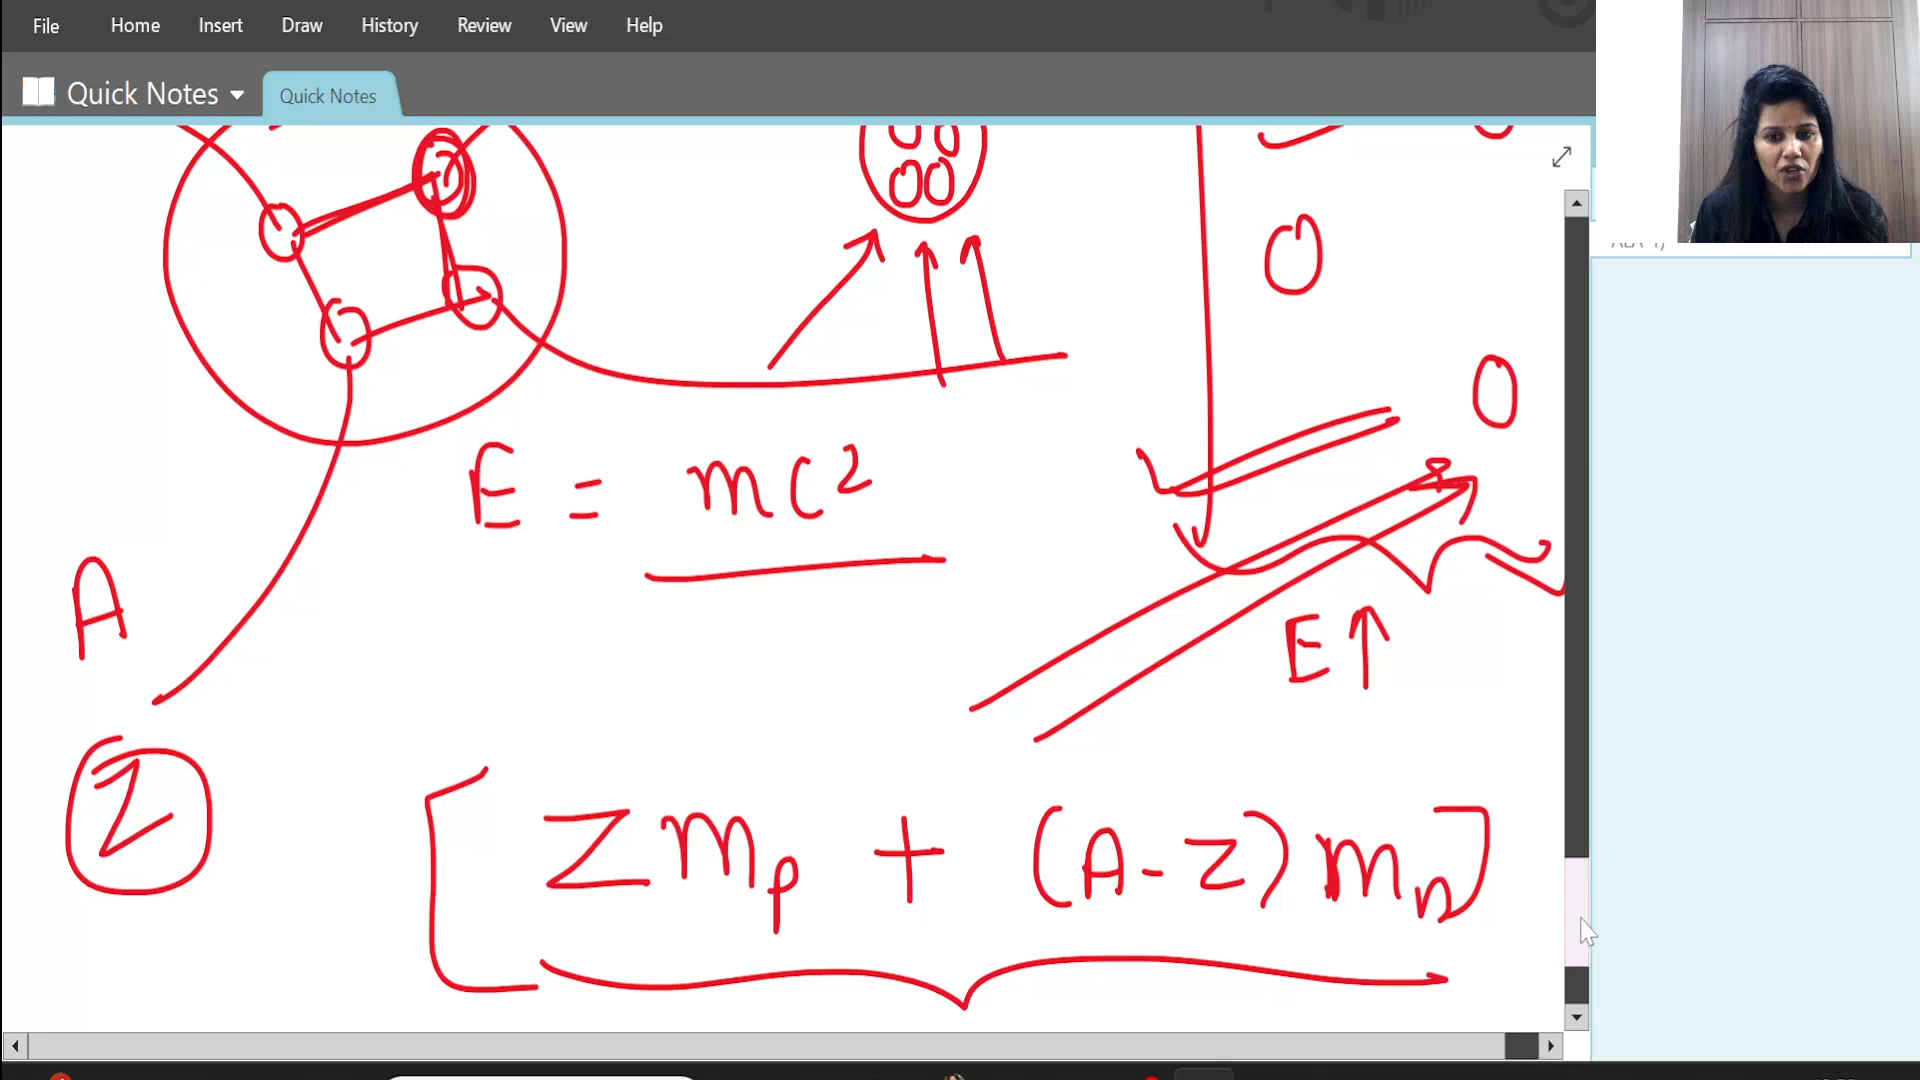 File Home Insert Draw History Review View Help
Quick Notes Quick Notes
E = mc²
A
E↑
Z
[Zmp + (A-Z)mn]